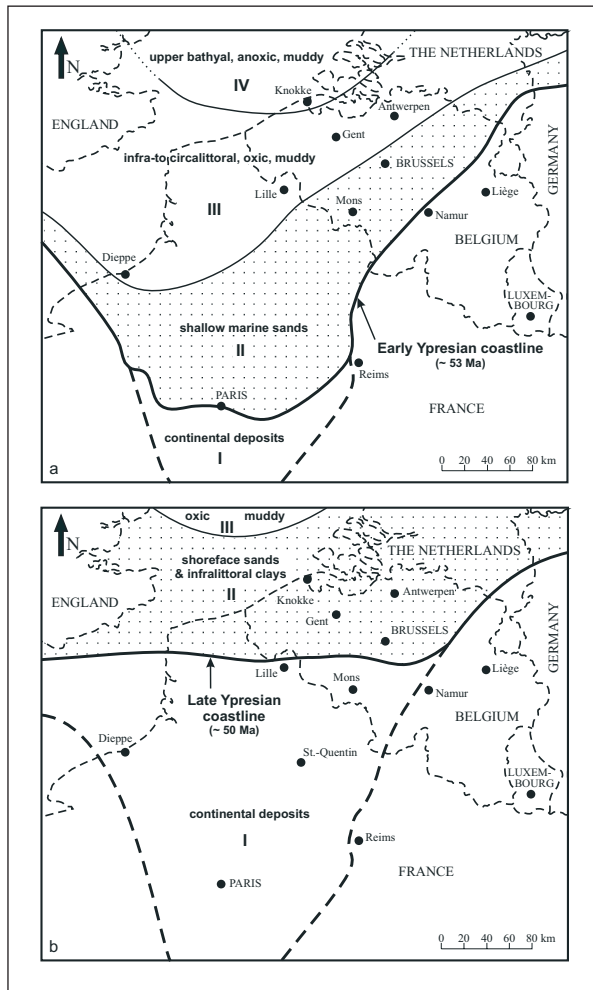 upper bathyal, anoxic, muddy
THE NETHERLANDS
N
IV
Knokke
Antwerpen
ENGLAND
Gent
GERMANY
infra-to circalittoral, oxic, muddy
BRUSSELS
Lille
Mons
Liège
III
Namur
BELGIUM
Dieppe
LUXEM-
BOURG
shallow marine sands
II
Early Ypresian coastline
(~ 53 Ma)
Reims
PARIS
FRANCE
continental deposits
I
0 20 40 60 80 km
a
oxic muddy
III
N
THE NETHERLANDS
shoreface sands
& infralittoral clays
II
ENGLAND
Knokke
Antwerpen
Gent
BRUSSELS
GERMANY
Lille
Liège
Late Ypresian
coastline
(~ 50 Ma)
Mons
Namur
BELGIUM
Dieppe
St.-Quentin
LUXEM-
BOURG
continental deposits
I
Reims
FRANCE
PARIS
0 20 40 60 80 km
b